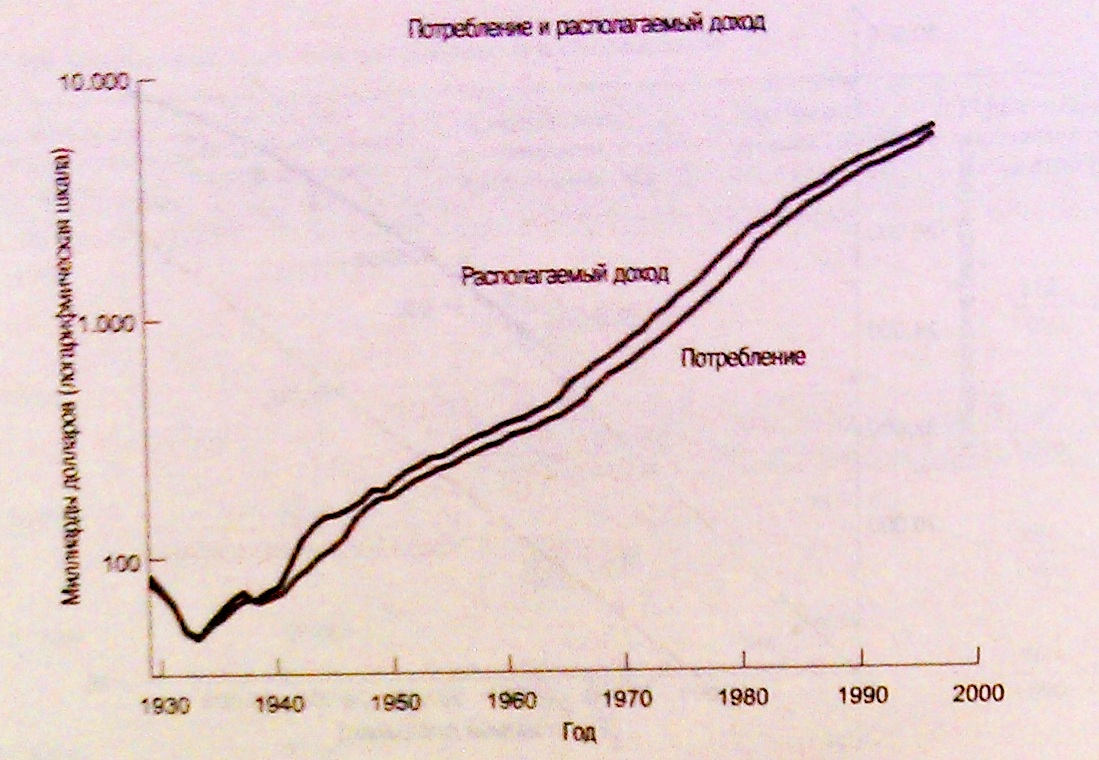 Потребление и располагаемый доход
10.000
Миллиарды долларов (логарифмическая шкала)
Располагаемый доход
1.000
Потребление
100
1930 1940 1950 1960 1970 1980 1990 2000
Год